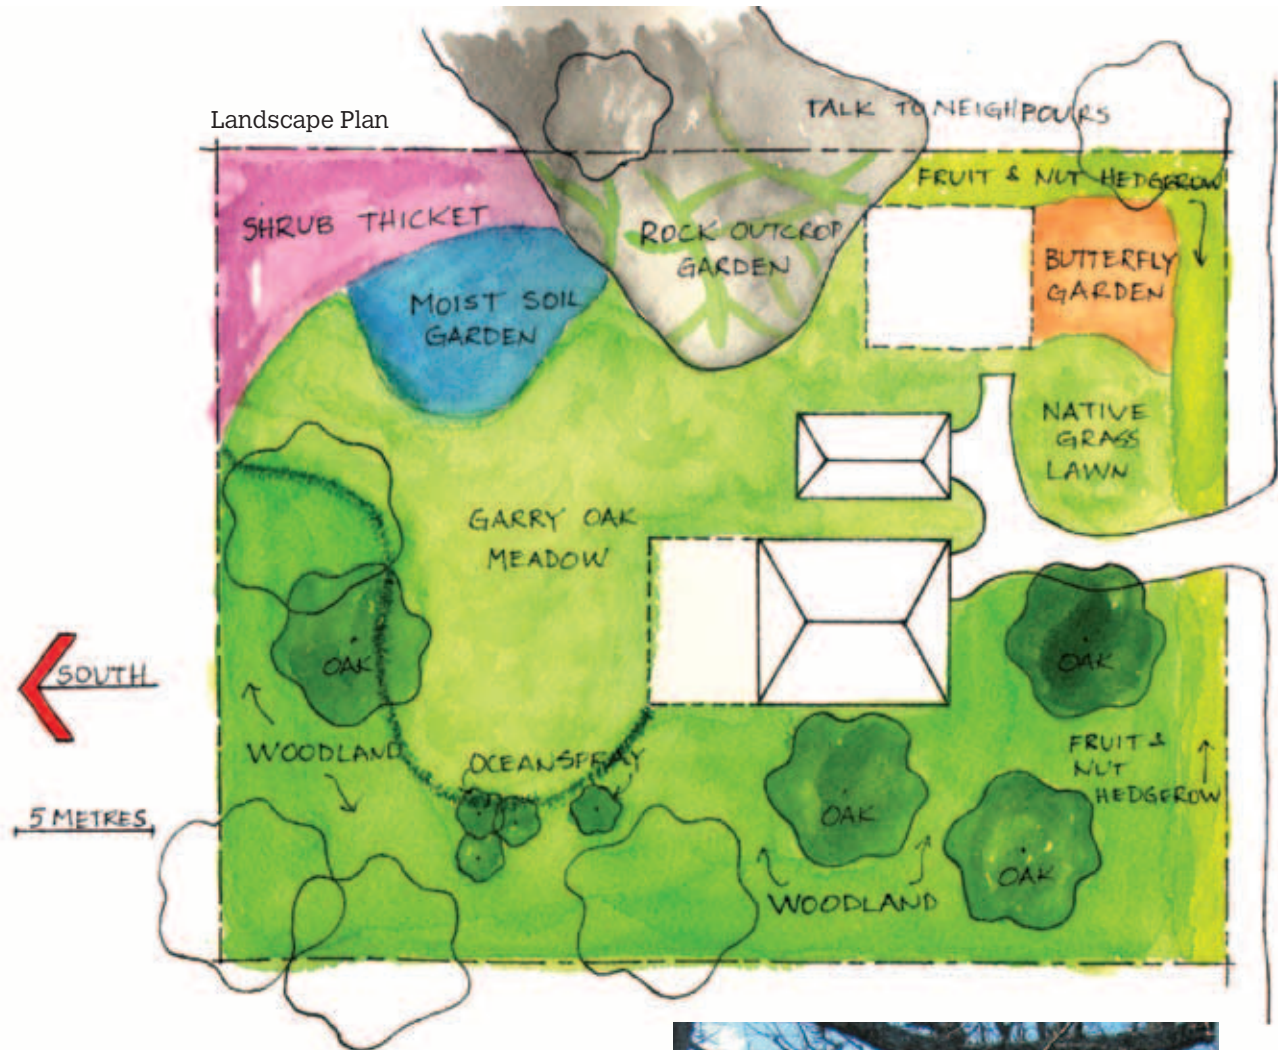 Landscape Plan
TALK TO NEIGHPOURS
FRUIT & NUT HEDGEROW
SHRUB THICKET
ROCK OUTCROP
GARDEN
BUTTERFLY
GARDEN
MOIST SOIL
GARDEN
NATIVE
GRASS
LAWN
GARRY OAK
MEADOW
SOUTH
OAK
OAK
WOODLAND
OCEANSPRAY
FRUIT &
NUT
HEDGEROW
5 METRES
OAK
OAK
WOODLAND